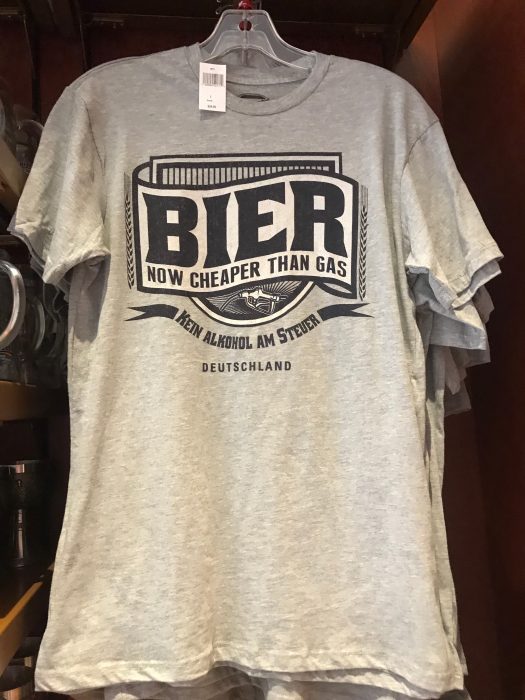 BIER
NOW CHEAPER THAN GAS
KEIN ALKOHOL AM STEUER
DEUTSCHLAND